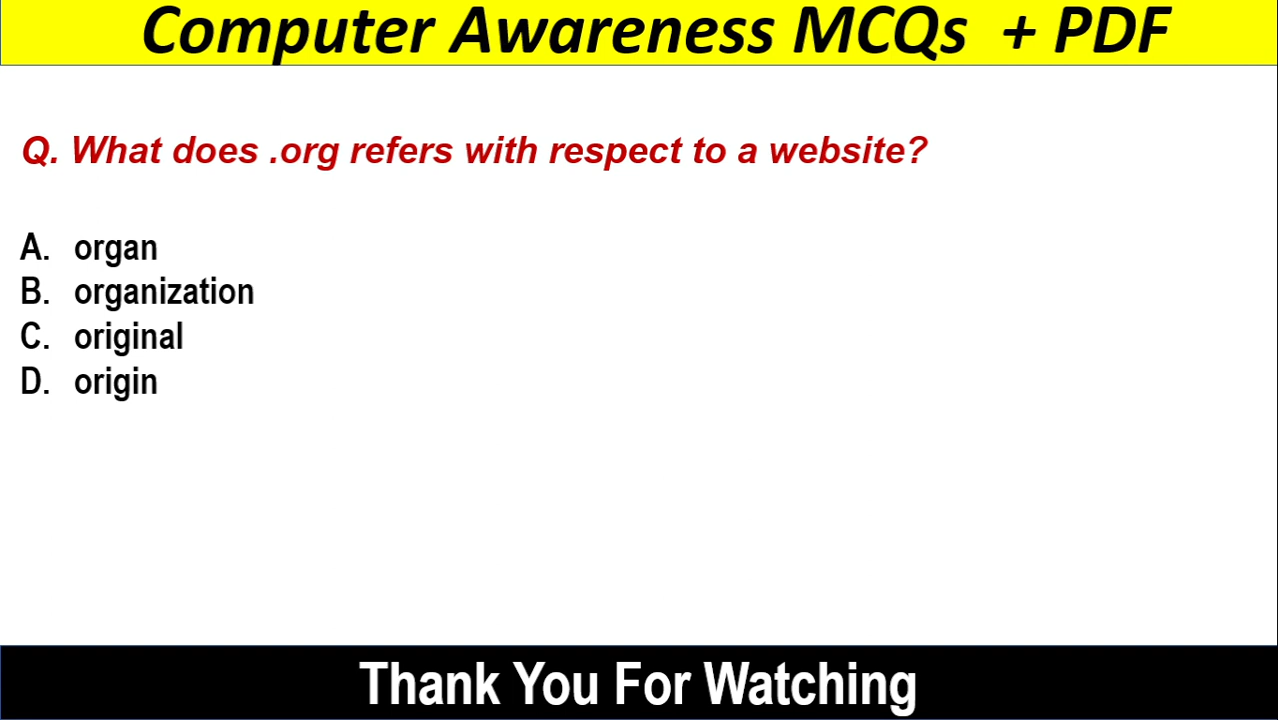 Computer Awareness MCQs + PDF
Q. What does .org refers with respect to a website?
A. organ
B. organization
C. original
D. origin
Thank You For Watching